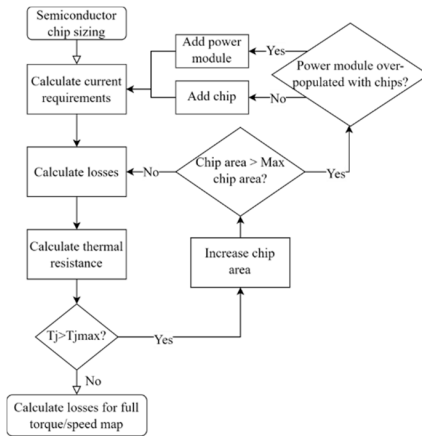 Semiconductor
chip sizing
Add power
module
Yes
Power module over-
populated with chips?
Calculate current
requirements
Add chip
No
Calculate losses
No
Chip area > Max
chip area?
Yes
Calculate thermal
resistance
Increase chip
area
Tj>Tjmax?
Yes
No
Calculate losses for full
torque/speed map